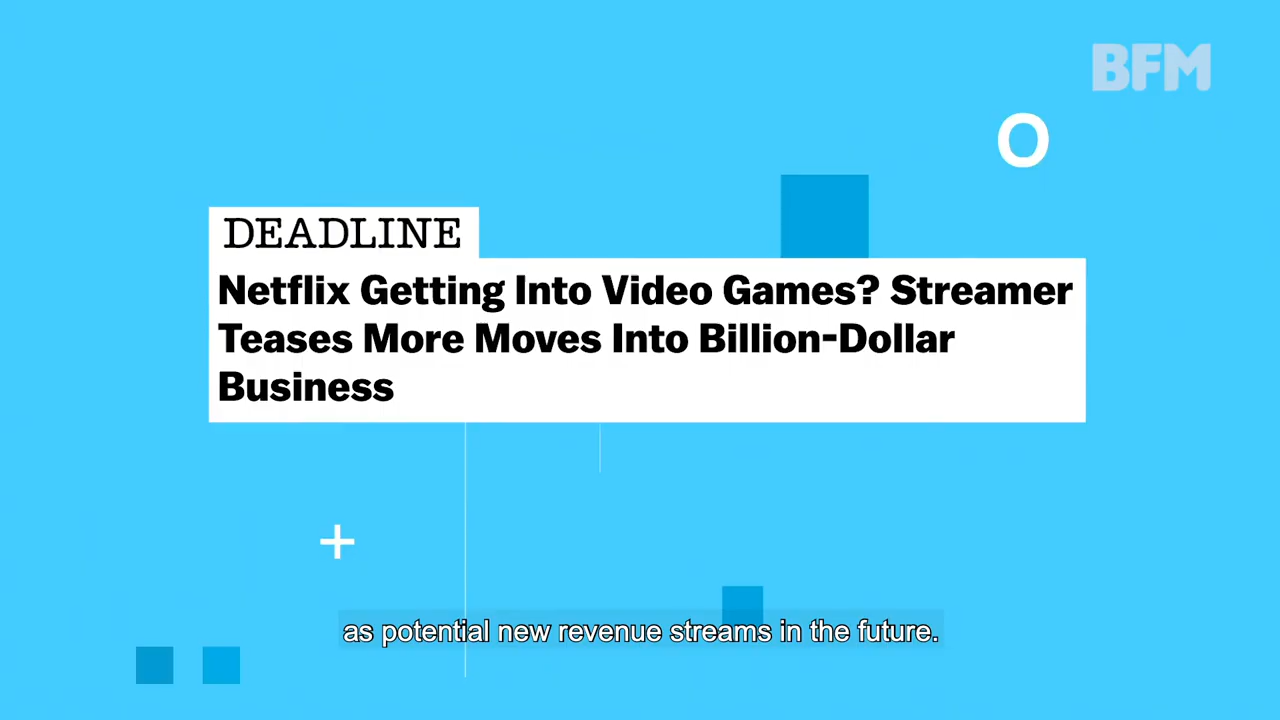 BFM
DEADLINE
Netflix Getting Into Video Games? Streamer
Teases More Moves Into Billion-Dollar
Business
as potential new revenue streams in the future.